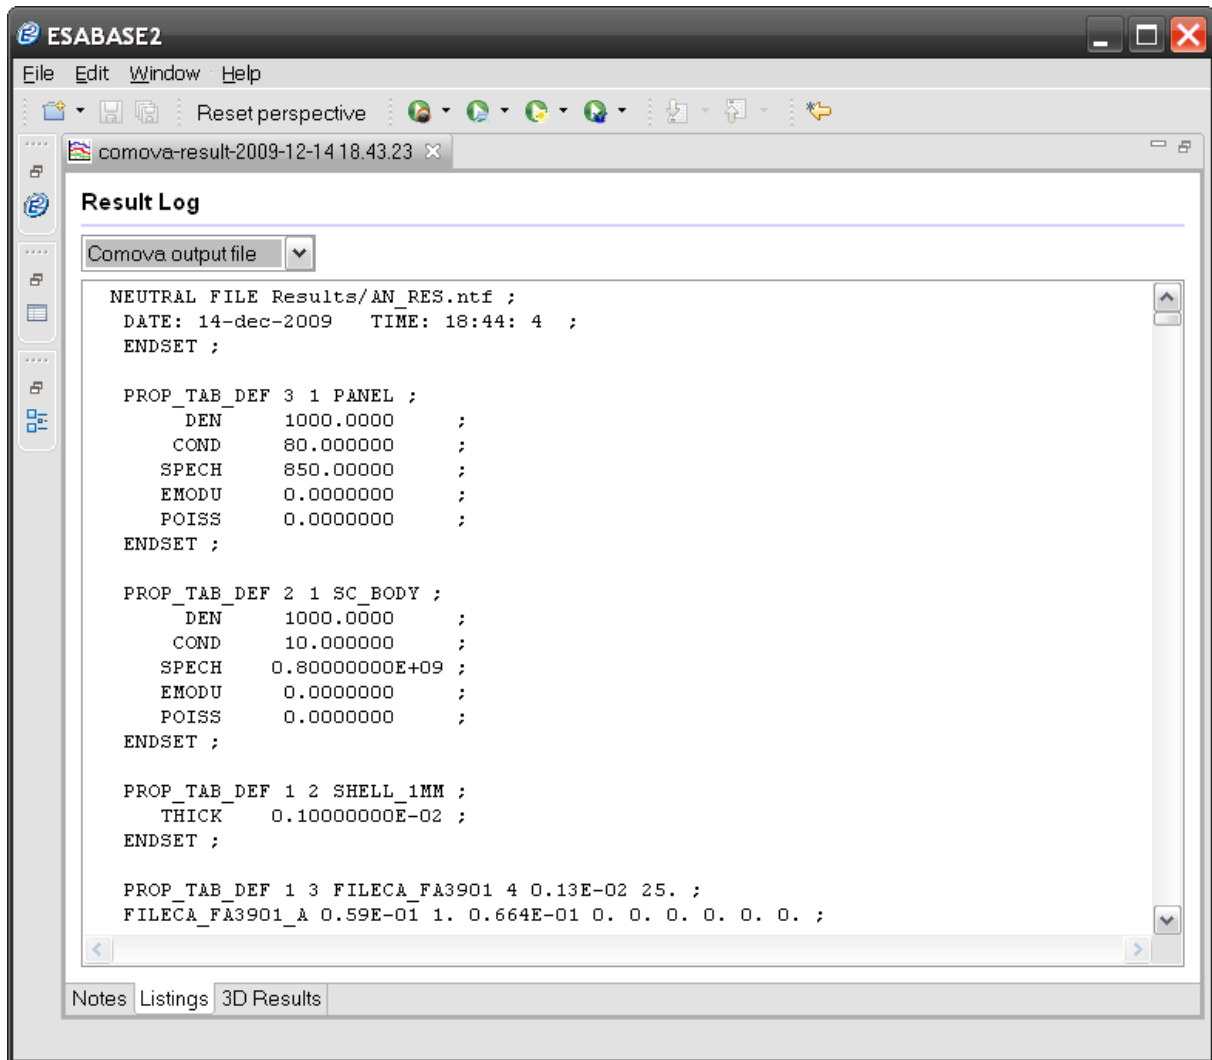 ESABASE2
File Edit Window Help
Reset perspective
comova-result-2009-12-14 18.43.23
Result Log
Comova output file
NEUTRAL FILE Results/AN_RES.ntf ;
DATE: 14-dec-2009 TIME: 18:44: 4 ;
ENDSET ;
PROP_TAB_DEF 3 1 PANEL ;
DEN 1000.0000 ;
COND 80.000000 ;
SPECH 850.00000 ;
EMODU 0.0000000 ;
POISS 0.0000000 ;
ENDSET ;
PROP_TAB_DEF 2 1 SC_BODY ;
DEN 1000.0000 ;
COND 10.000000 ;
SPECH 0.80000000E+09 ;
EMODU 0.0000000 ;
POISS 0.0000000 ;
ENDSET ;
PROP_TAB_DEF 1 2 SHELL_1MM ;
THICK 0.10000000E-02 ;
ENDSET ;
PROP_TAB_DEF 1 3 FILECA_FA3901 4 0.13E-02 25. ;
FILECA_FA3901_A 0.59E-01 1. 0.664E-01 0. 0. 0. 0. 0. 0. ;
Notes Listings 3D Results